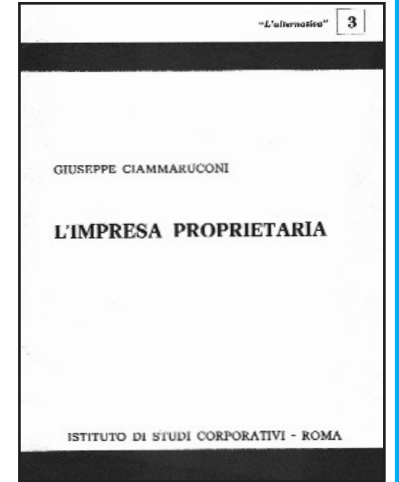 "L'alternativa" 3
GIUSEPPE CIAMMARUCONI
L'IMPRESA PROPRIETARIA
ISTITUTO DI STUDI CORPORATIVI - ROMA